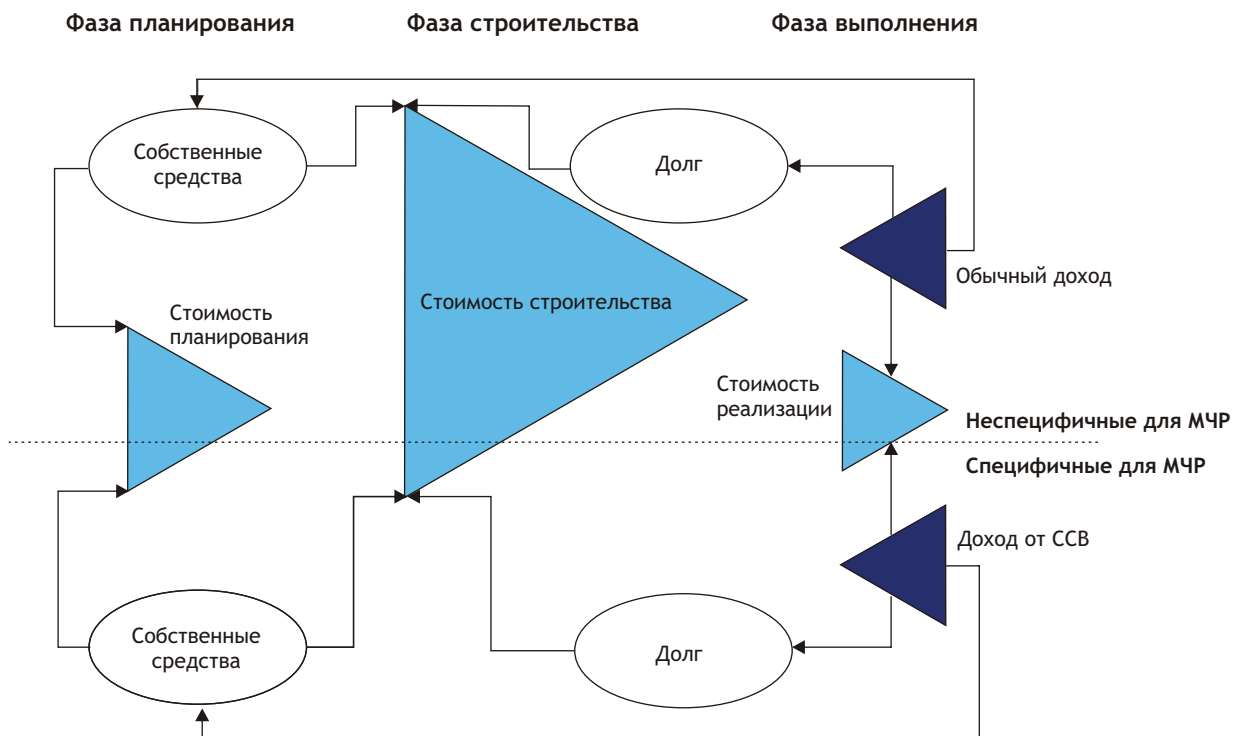 Фаза планирования
Фаза строительства
Фаза выполнения
Собственные
средства
Долг
Обычный доход
Стоимость
планирования
Стоимость строительства
Стоимость
реализации
Неспецифичные для МЧР
Специфичные для МЧР
Доход от ССВ
Собственные
средства
Долг